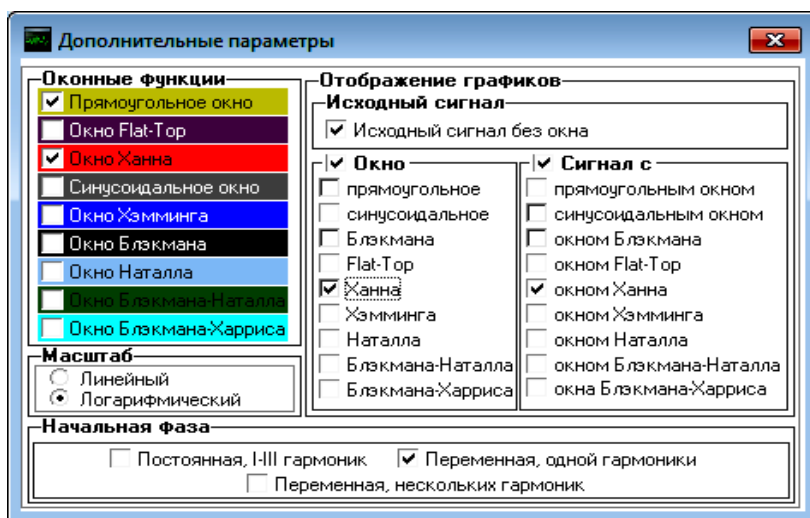 Дополнительные параметры
Оконные функции
Прямоугольное окно
Окно Flat-Top
Окно Ханна
Синусоидальное окно
Окно Хэмминга
Окно Блэкмана
Окно Наталла
Окно Блэкмана-Наталла
Окно Блэкмана-Харриса
Масштаб
Линейный
Логарифмический
Отображение графиков
Исходный сигнал
Исходный сигнал без окна
Окно
прямоугольное
синусоидальное
Блэкмана
Flat-Top
Ханна
Хэмминга
Наталла
Блэкмана-Наталла
Блэкмана-Харриса
Сигнал с
прямоугольным окном
синусоидальным окном
окном Блэкмана
окном Flat-Top
окном Ханна
окном Хэмминга
окном Наталла
окном Блэкмана-Наталла
окна Блэкмана-Харриса
Начальная фаза
Постоянная, I-III гармоник
Переменная, одной гармоники
Переменная, нескольких гармоник